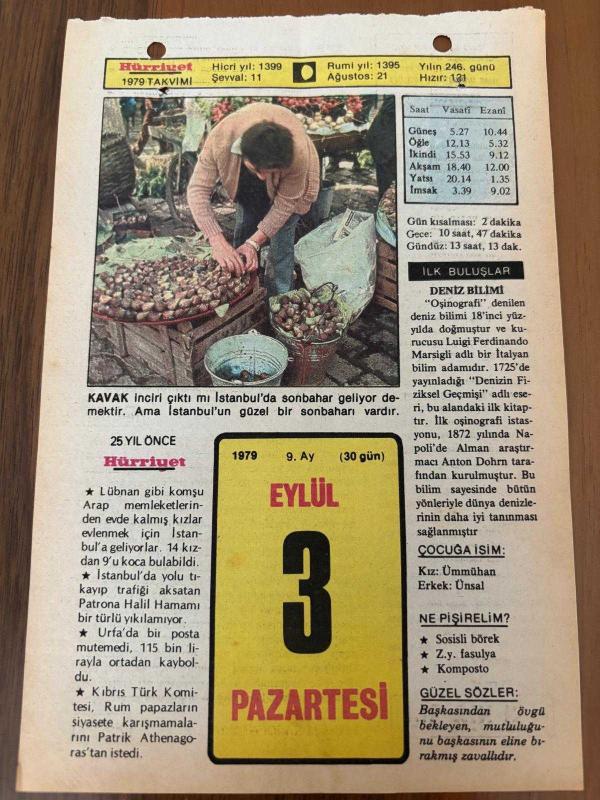 Hürriyet
1979 TAKVİMİ
Hicri yıl: 1399
Şevval: 11
Rumi yıl: 1395
Ağustos: 21
Yılın 246. günü
Hızır: 121
Saat Vasatî Ezanî
Güneş 5.27 10.44
Öğle 12.13 5.32
İkindi 15.53 9.12
Akşam 18.40 12.00
Yatsı 20.14 1.35
İmsak 3.39 9.02
Gün kısalması: 2 dakika
Gece: 10 saat, 47 dakika
Gündüz: 13 saat, 13 dak.
KAVAK inciri çıktı mı İstanbul'da sonbahar geliyor de-
mektir. Ama İstanbul'un güzel bir sonbaharı vardır.
İLK BULUŞLAR
DENİZ BİLİMİ
"Oşinografi" denilen
deniz bilimi 18'inci yüz-
yılda doğmuştur ve ku-
rucusu Luigi Ferdinando
Marsigli adlı bir İtalyan
bilim adamıdır. 1725'de
yayınladığı "Denizin Fi-
ziksel Geçmişi" adlı ese-
ri, bu alandaki ilk kitap-
tır. İlk oşinografi istas-
yonu, 1872 yılında Na-
poli'de Alman araştır-
macı Anton Dohrn tara-
fından kurulmuştur. Bu
bilim sayesinde bütün
yönleriyle dünya denizle-
rinin daha iyi tanınması
sağlanmıştır
25 YIL ÖNCE
Hürriyet
★ Lübnan gibi komşu
Arap memleketlerin-
den evde kalmış kızlar
evlenmek için İstan-
bul'a geliyorlar. 14 kız-
dan 9'u koca bulabildi.
★ İstanbul'da yolu tı-
kayıp trafiği aksatan
Patrona Halil Hamamı
bir türlü yıkılamıyor.
★ Urfa'da bir posta
mutemedi, 115 bin li-
rayla ortadan kaybol-
du.
★ Kıbrıs Türk Komi-
tesi, Rum papazların
siyasete karışmamala-
rını Patrik Athenago-
ras'tan istedi.
1979 9. Ay (30 gün)
EYLÜL
3
PAZARTESİ
ÇOCUĞA İSİM:
Kız: Ümmühan
Erkek: Ünsal
NE PİŞİRELİM?
★ Sosisli börek
★ Z.y. fasulya
★ Komposto
GÜZEL SÖZLER:
Başkasından övgü
bekleyen, mutluluğu-
nu başkasının eline bı-
rakmış zavallıdır.